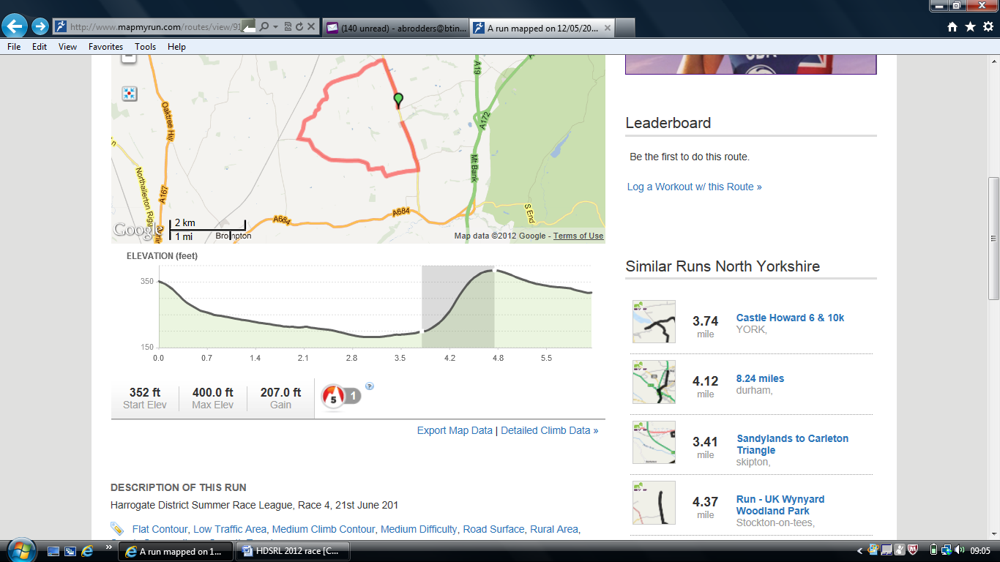 http://www.mapmyrun.com/routes/view/91
(140 unread) - abrodders@btin...
A run mapped on 12/05/20...
File Edit View Favorites Tools Help
A19
Oaktree Hill
A172
Mt Bank
Northallerton Rigg
A167
S End
A684
A684
2 km
1 mi
Brompton
Google
Map data ©2012 Google - Terms of Use
ELEVATION (feet)
350
150
0.0 0.7 1.4 2.1 2.8 3.5 4.2 4.8 5.5
352 ft
Start Elev
400.0 ft
Max Elev
207.0 ft
Gain
5 1
?
Export Map Data | Detailed Climb Data »
DESCRIPTION OF THIS RUN
Harrogate District Summer Race League, Race 4, 21st June 201
Flat Contour, Low Traffic Area, Medium Climb Contour, Medium Difficulty, Road Surface, Rural Area,
Leaderboard
Be the first to do this route.
Log a Workout w/ this Route »
Similar Runs North Yorkshire
3.74
mile
Castle Howard 6 & 10k
YORK,
4.12
mile
8.24 miles
durham,
3.41
mile
Sandylands to Carleton
Triangle
skipton,
4.37
mile
Run - UK Wynyard
Woodland Park
Stockton-on-tees,
A run mapped on 1...
HDSRL 2012 race [C...
09:05